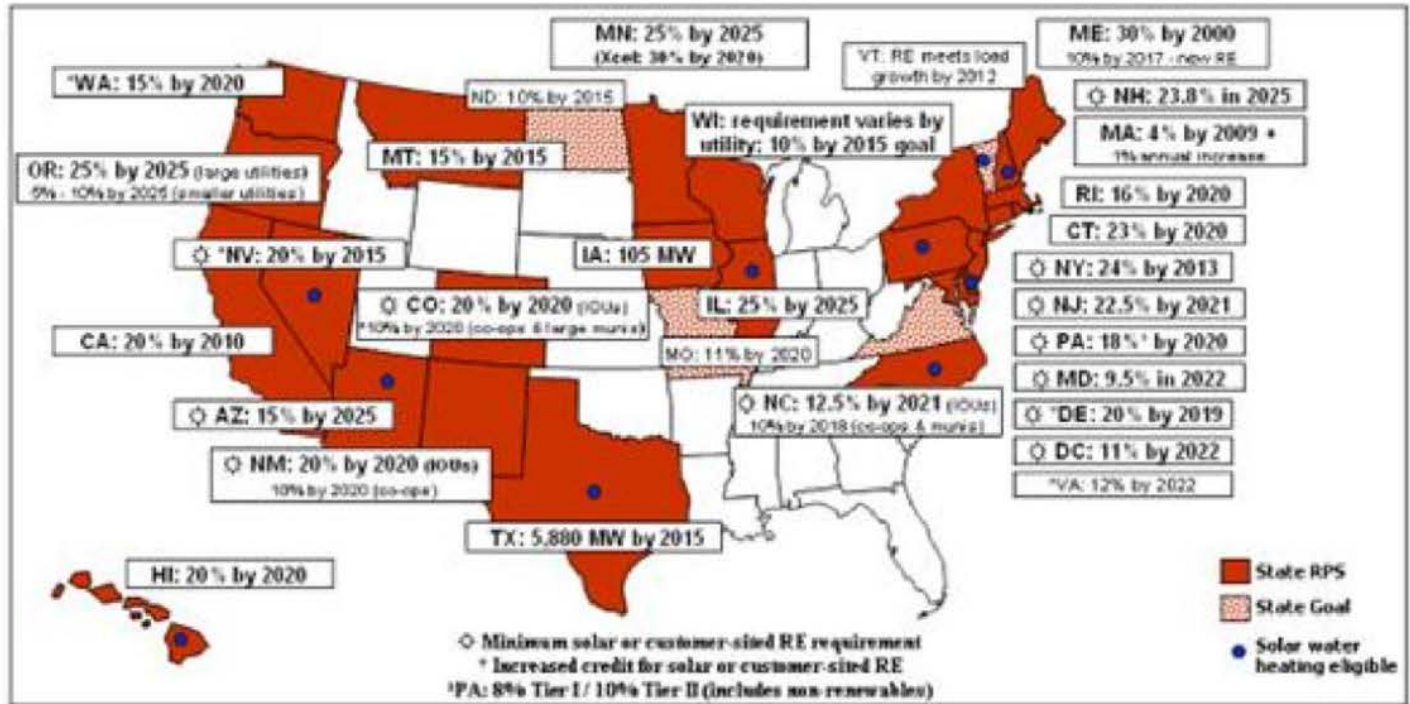 MN: 25% by 2025
(Xcel: 30% by 2020)
ME: 30% by 2000
10% by 2017 - new RE
VT: RE meets load
growth by 2012
*WA: 15% by 2020
ND: 10% by 2015
☼ NH: 23.8% in 2025
WI: requirement varies by
utility; 10% by 2015 goal
MA: 4% by 2009 +
1% annual increase
MT: 15% by 2015
OR: 25% by 2025 (large utilities)
5% - 10% by 2025 (smaller utilities)
RI: 16% by 2020
CT: 23% by 2020
☼ *NV: 20% by 2015
IA: 105 MW
☼ NY: 24% by 2013
☼ CO: 20% by 2020 (IOUs)
*10% by 2020 (co-ops & large munis)
IL: 25% by 2025
☼ NJ: 22.5% by 2021
CA: 20% by 2010
MO: 11% by 2020
☼ PA: 18%¹ by 2020
☼ MD: 9.5% in 2022
☼ AZ: 15% by 2025
☼ NC: 12.5% by 2021 (IOUs)
10% by 2018 (co-ops & munis)
☼ *DE: 20% by 2019
☼ NM: 20% by 2020 (IOUs)
10% by 2020 (co-ops)
☼ DC: 11% by 2022
*VA: 12% by 2022
TX: 5,880 MW by 2015
HI: 20% by 2020
State RPS
State Goal
Solar water
heating eligible
☼ Minimum solar or customer-sited RE requirement
* Increased credit for solar or customer-sited RE
¹PA: 8% Tier I / 10% Tier II (includes non-renewables)